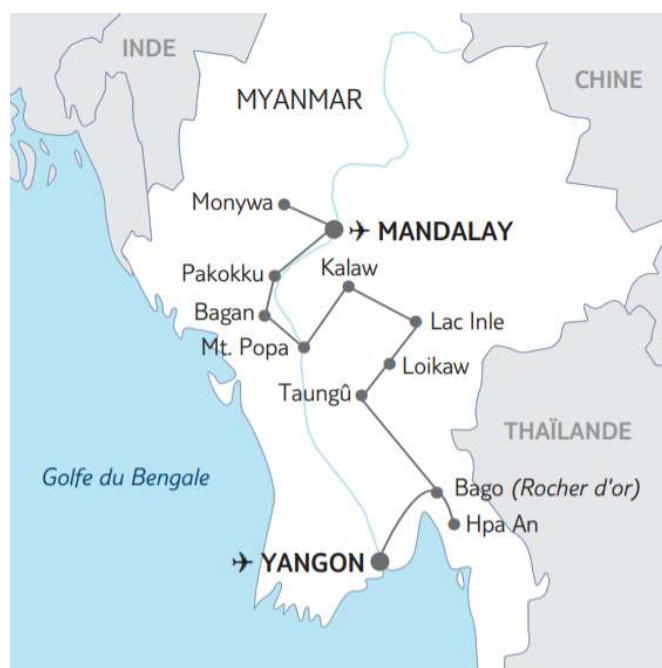 INDE
CHINE
MYANMAR
Monywa
MANDALAY
Kalaw
Pakokku
Bagan
Lac Inle
Mt. Popa
Loikaw
Taungû
THAÏLANDE
Golfe du Bengale
Bago (Rocher d'or)
Hpa An
YANGON